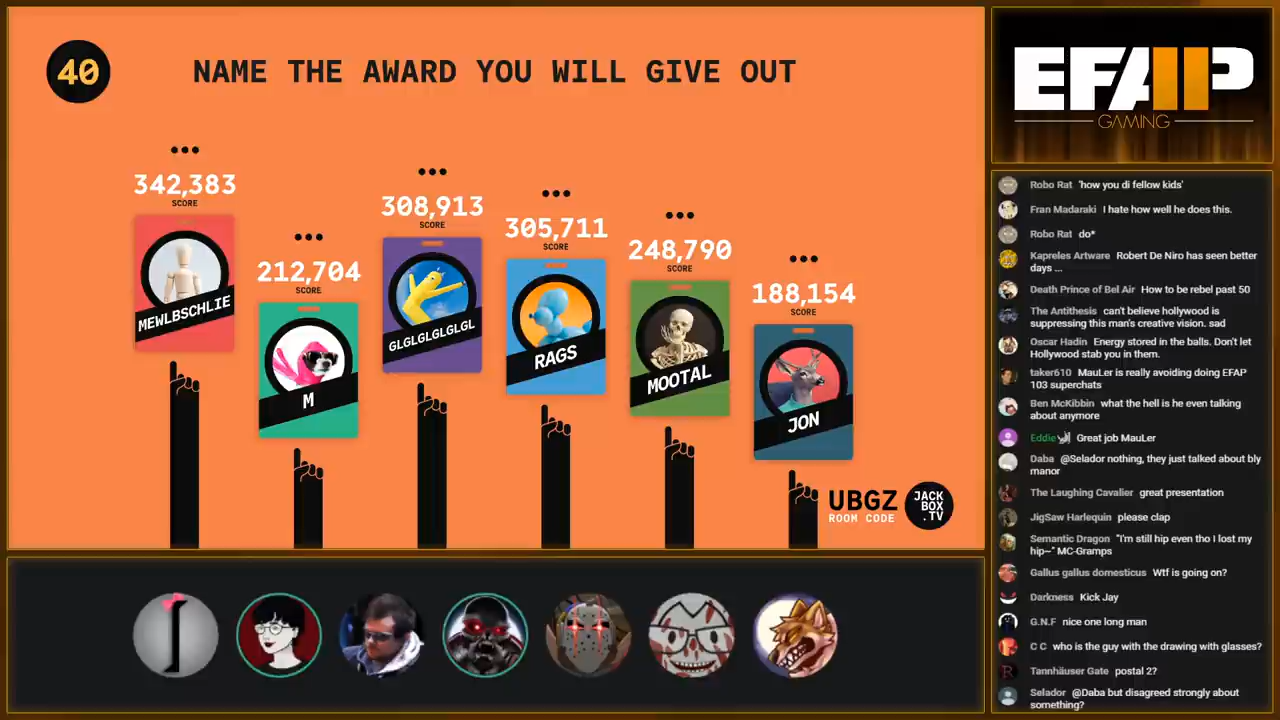 40
NAME THE AWARD YOU WILL GIVE OUT
342,383
SCORE
MEWLBSCHLIE
212,704
SCORE
M
308,913
SCORE
GLGLGLGLGLGL
305,711
SCORE
RAGS
248,790
SCORE
MOOTAL
188,154
SCORE
JON
UBGZ
ROOM CODE
JACK
BOX
.TV
EFAP
GAMING
Robo Rat 'how you di fellow kids'
Fran Madaraki I hate how well he does this.
Robo Rat do*
Kapreles Artware Robert De Niro has seen better
days ...
Death Prince of Bel Air How to be rebel past 50
The Antithesis can't believe hollywood is
suppressing this man's creative vision. sad
Oscar Hadin Energy stored in the balls. Don't let
Hollywood stab you in them.
taker610 MauLer is really avoiding doing EFAP
103 superchats
Ben McKibbin what the hell is he even talking
about anymore
Eddie Great job MauLer
Daba @Selador nothing, they just talked about bly
manor
The Laughing Cavalier great presentation
JigSaw Harlequin please clap
Semantic Dragon "I'm still hip even tho I lost my
hip~" MC-Gramps
Gallus gallus domesticus Wtf is going on?
Darkness Kick Jay
G.N.F nice one long man
C C who is the guy with the drawing with glasses?
Tannhäuser Gate postal 2?
Selador @Daba but disagreed strongly about
something?